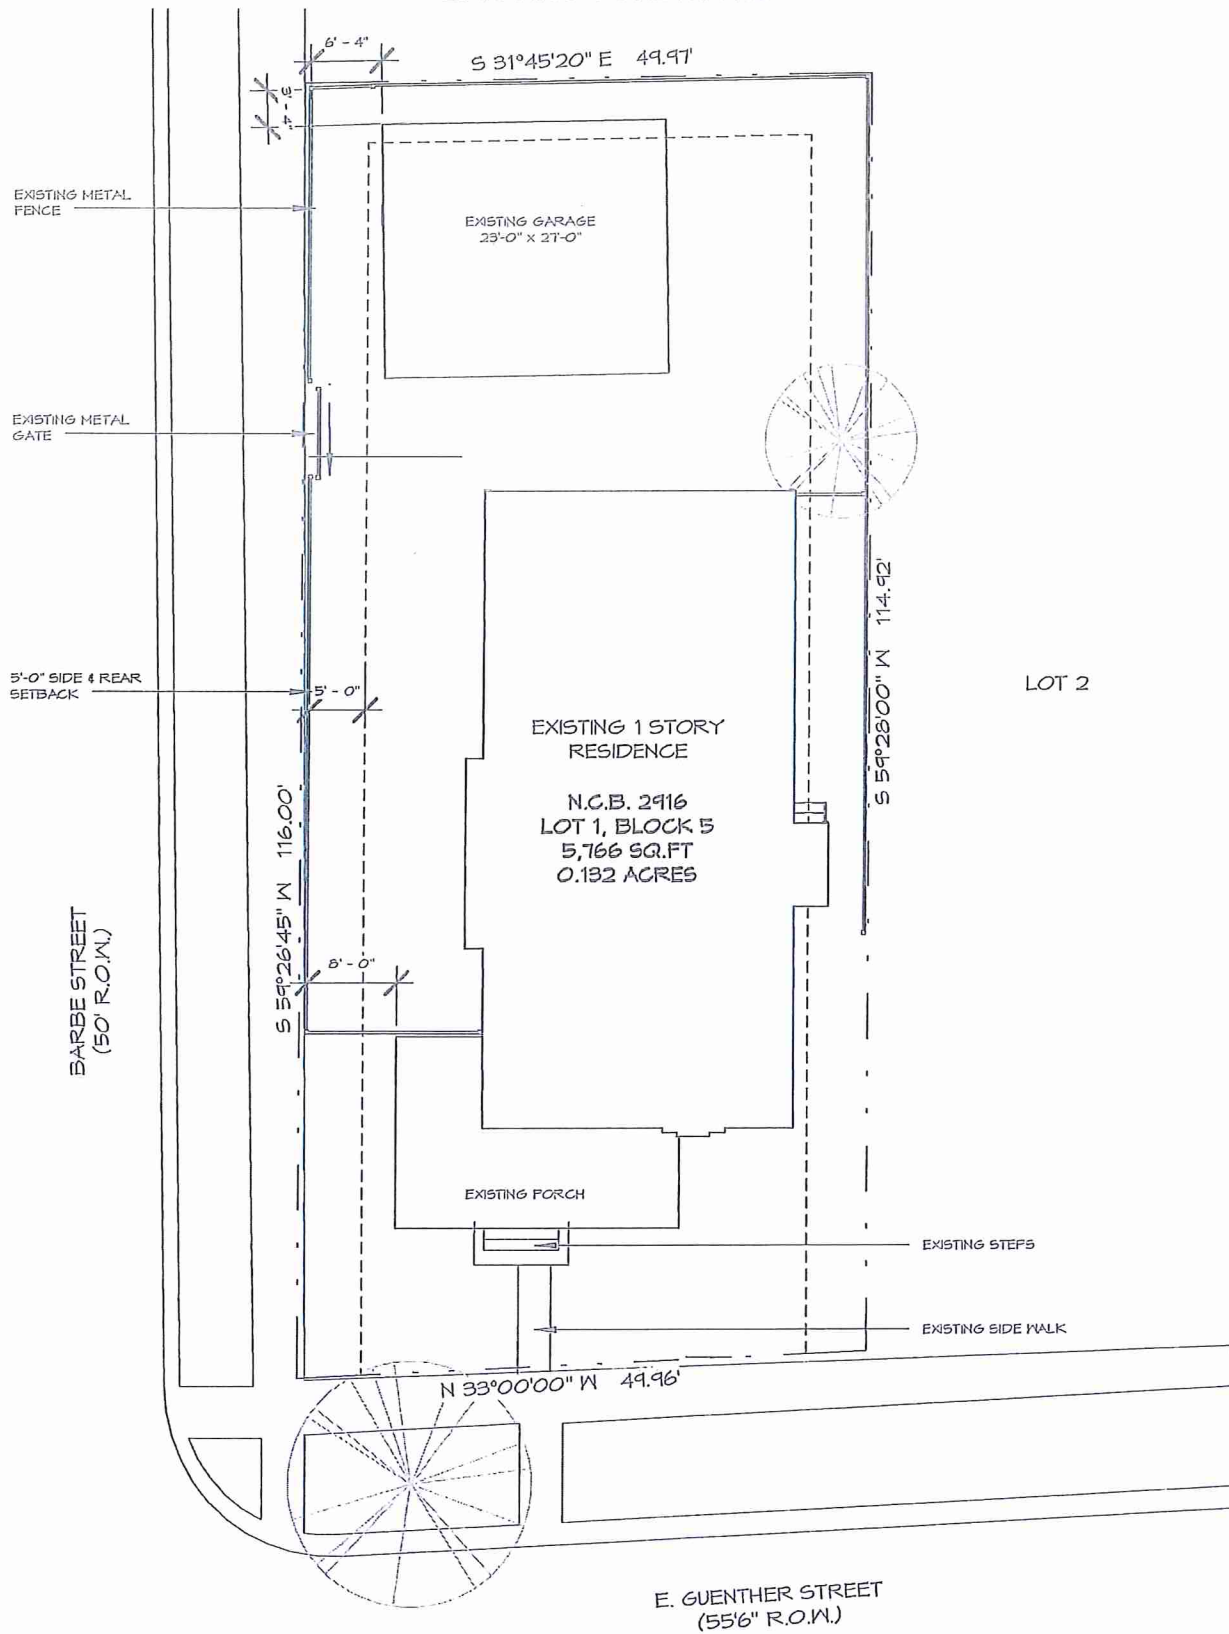 6' - 4"
S 31°45'20" E 49.97'
3' - 4"
EXISTING METAL
FENCE
EXISTING GARAGE
23'-0" x 27'-0"
EXISTING METAL
GATE
5'-0" SIDE & REAR
SETBACK
5' - 0"
LOT 2
S 59°28'00" W 114.92'
EXISTING 1 STORY
RESIDENCE
N.C.B. 2916
LOT 1, BLOCK 5
5,766 SQ.FT
0.132 ACRES
S 59°26'45" W 116.00'
BARBE STREET
(50' R.O.W.)
8' - 0"
EXISTING PORCH
EXISTING STEPS
EXISTING SIDE WALK
N 33°00'00" W 49.96'
E. GUENTHER STREET
(55'6" R.O.W.)